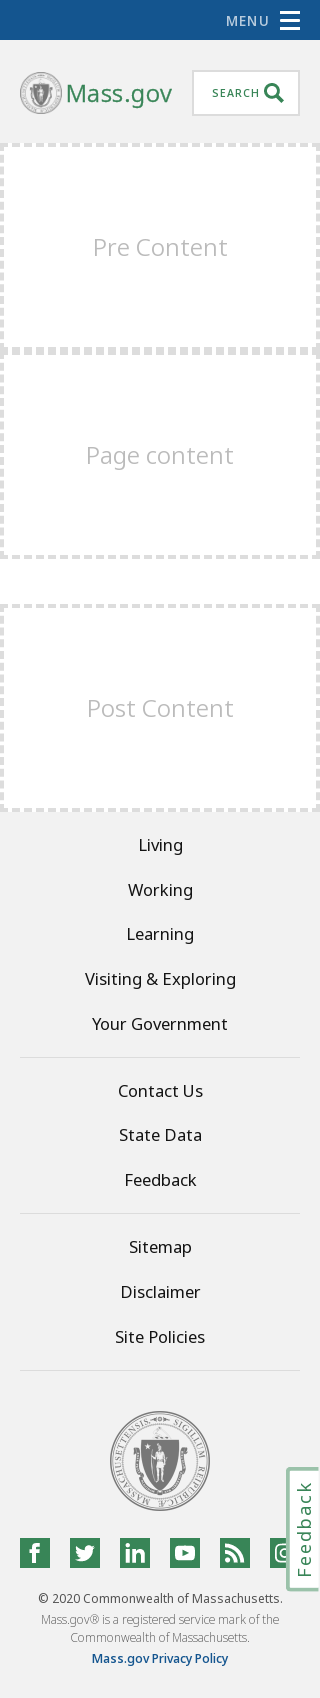 MENU
Mass.gov
SEARCH
Pre Content
Page content
Post Content
Living
Working
Learning
Visiting & Exploring
Your Government
Contact Us
State Data
Feedback
Sitemap
Disclaimer
Site Policies
Feedback
© 2020 Commonwealth of Massachusetts.
Mass.gov® is a registered service mark of the
Commonwealth of Massachusetts.
Mass.gov Privacy Policy